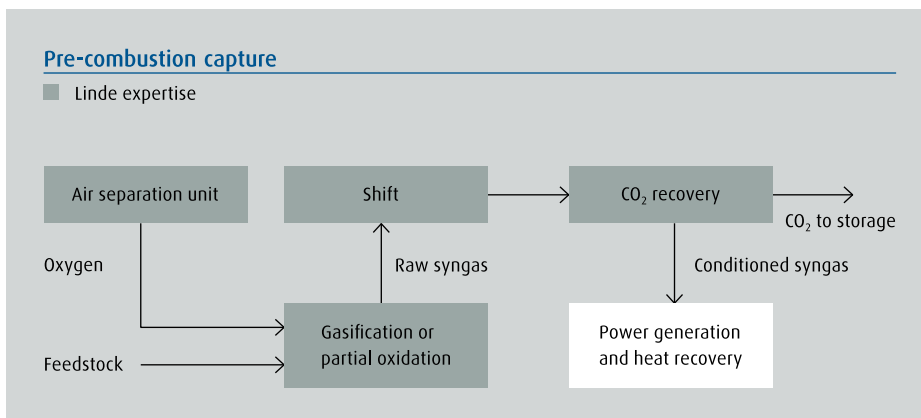 Pre-combustion capture
Linde expertise
Air separation unit
Shift
CO₂ recovery
CO₂ to storage
Oxygen
Raw syngas
Conditioned syngas
Gasification or
partial oxidation
Power generation
and heat recovery
Feedstock